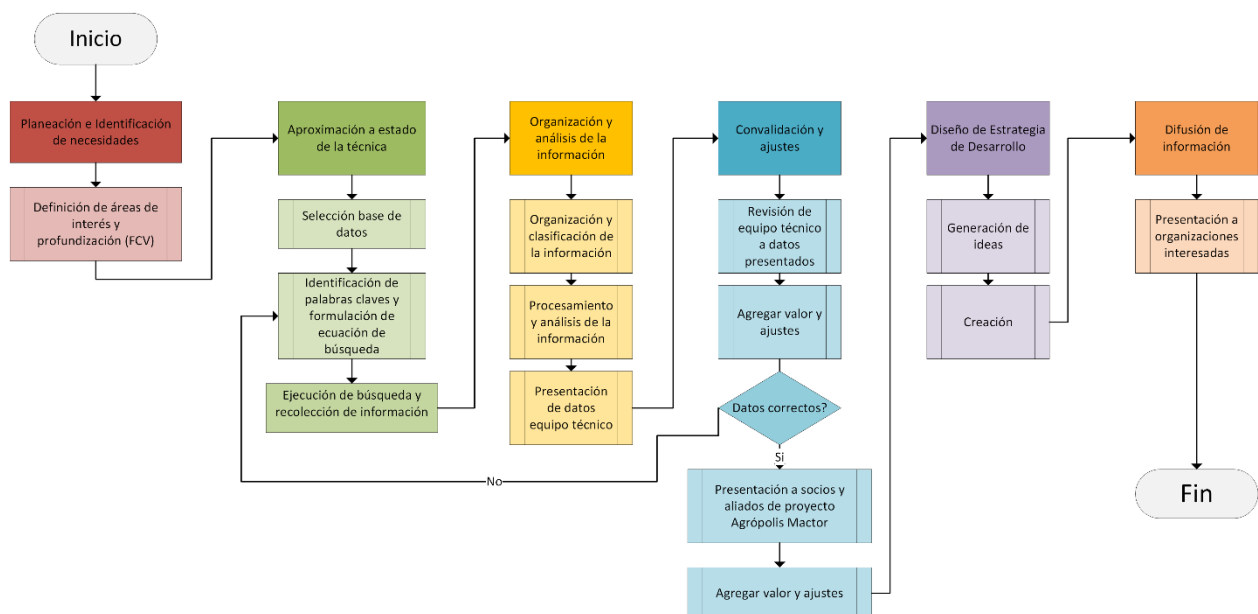 Inicio
Planeación e Identificación
de necesidades
Definición de áreas de
interés y
profundización (FCV)
Aproximación a estado
de la técnica
Selección base de
datos
Identificación de
palabras claves y
formulación de
ecuación de
búsqueda
Ejecución de búsqueda y
recolección de información
Organización y
análisis de la
información
Organización y
clasificación de
la información
Procesamiento
y análisis de la
información
Presentación
de datos
equipo técnico
Convalidación y
ajustes
Revisión de
equipo técnico
a datos
presentados
Agregar valor y
ajustes
Datos correctos?
No
Si
Presentación a socios y
aliados de proyecto
Agrópolis Mactor
Agregar valor y ajustes
Diseño de Estrategia
de Desarrollo
Generación de
ideas
Creación
Difusión de
información
Presentación a
organizaciones
interesadas
Fin